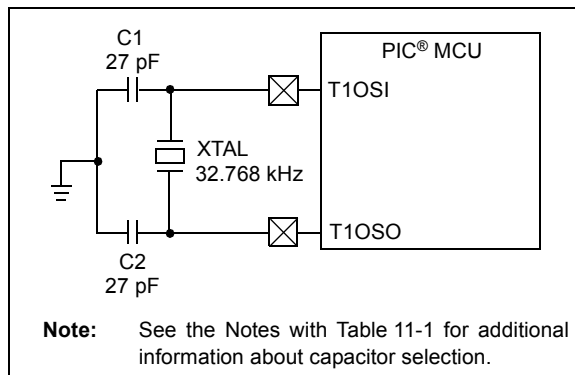 C1
27 pF
PIC® MCU
T1OSI
XTAL
32.768 kHz
T1OSO
C2
27 pF
Note: See the Notes with Table 11-1 for additional
information about capacitor selection.